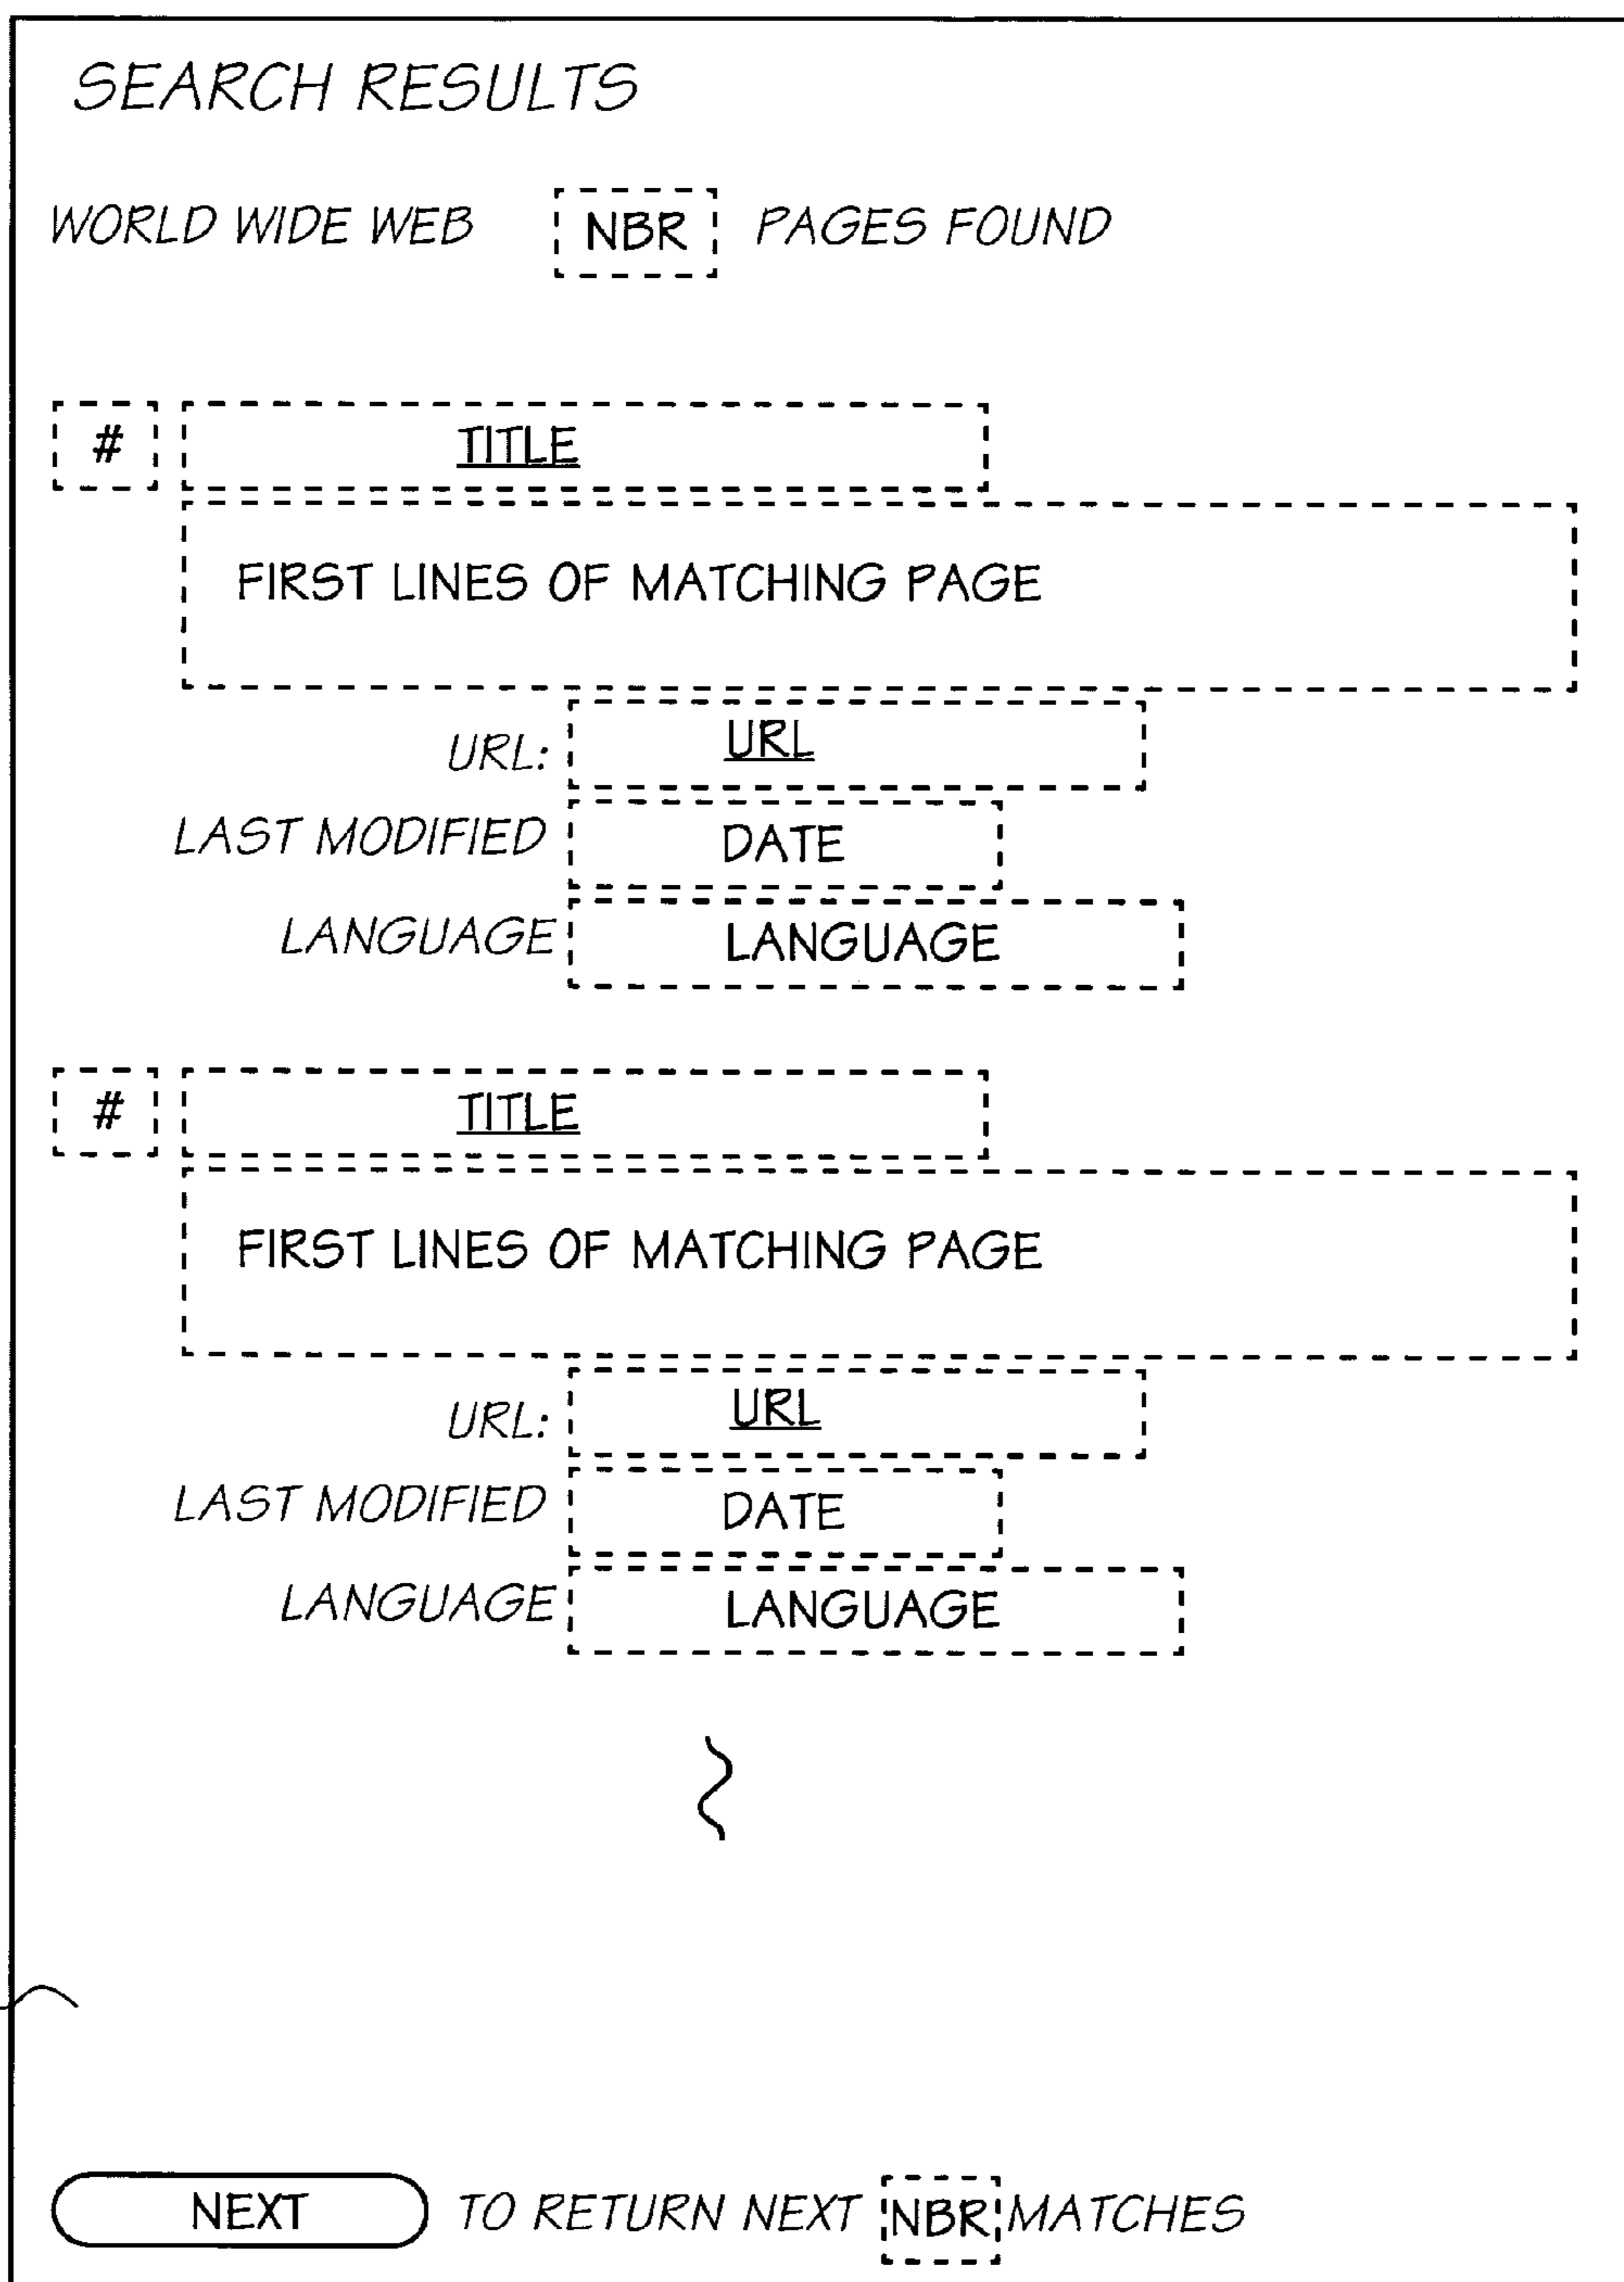 SEARCH RESULTS
WORLD WIDE WEB NBR PAGES FOUND
# TITLE
FIRST LINES OF MATCHING PAGE
URL: URL
LAST MODIFIED DATE
LANGUAGE LANGUAGE
# TITLE
FIRST LINES OF MATCHING PAGE
URL: URL
LAST MODIFIED DATE
LANGUAGE LANGUAGE
NEXT TO RETURN NEXT NBR MATCHES